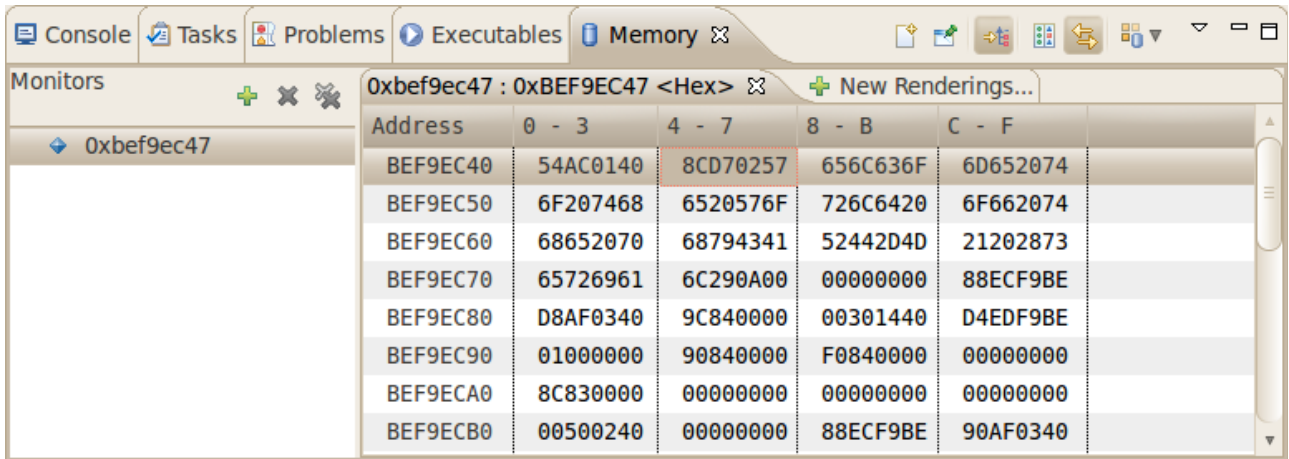 Console Tasks Problems Executables Memory
Monitors
0xbef9ec47
0xbef9ec47 : 0xBEF9EC47 <Hex> New Renderings...
Address 0 - 3 4 - 7 8 - B C - F
BEF9EC40 54AC0140 8CD70257 656C636F 6D652074
BEF9EC50 6F207468 6520576F 726C6420 6F662074
BEF9EC60 68652070 68794341 52442D4D 21202873
BEF9EC70 65726961 6C290A00 00000000 88ECF9BE
BEF9EC80 D8AF0340 9C840000 00301440 D4EDF9BE
BEF9EC90 01000000 90840000 F0840000 00000000
BEF9ECA0 8C830000 00000000 00000000 00000000
BEF9ECB0 00500240 00000000 88ECF9BE 90AF0340